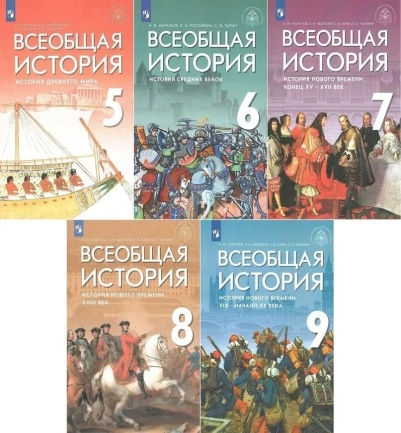 ВСЕОБЩАЯ
ИСТОРИЯ
ИСТОРИЯ ДРЕВНЕГО МИРА
5
ВСЕОБЩАЯ
ИСТОРИЯ
ИСТОРИЯ СРЕДНИХ ВЕКОВ
6
ВСЕОБЩАЯ
ИСТОРИЯ
ИСТОРИЯ НОВОГО ВРЕМЕНИ
КОНЕЦ XV – XVII ВЕК
7
ВСЕОБЩАЯ
ИСТОРИЯ
ИСТОРИЯ НОВОГО ВРЕМЕНИ.
XVIII ВЕК
8
ВСЕОБЩАЯ
ИСТОРИЯ
ИСТОРИЯ НОВОГО ВРЕМЕНИ
XIX – НАЧАЛО XX ВЕКА
9